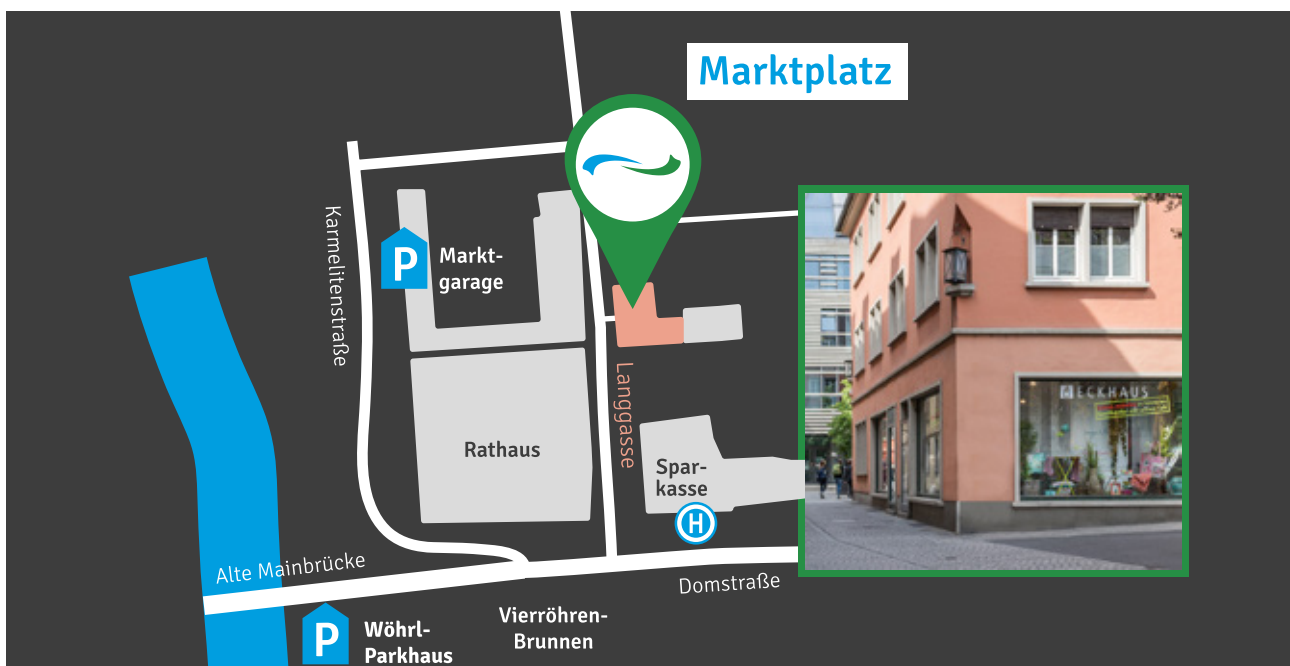 Marktplatz
Karmelitenstraße
P
Markt-
garage
Langgasse
ECKHAUS
Rathaus
Spar-
kasse
H
Alte Mainbrücke
Domstraße
P
Wöhrl-
Parkhaus
Vierröhren-
Brunnen